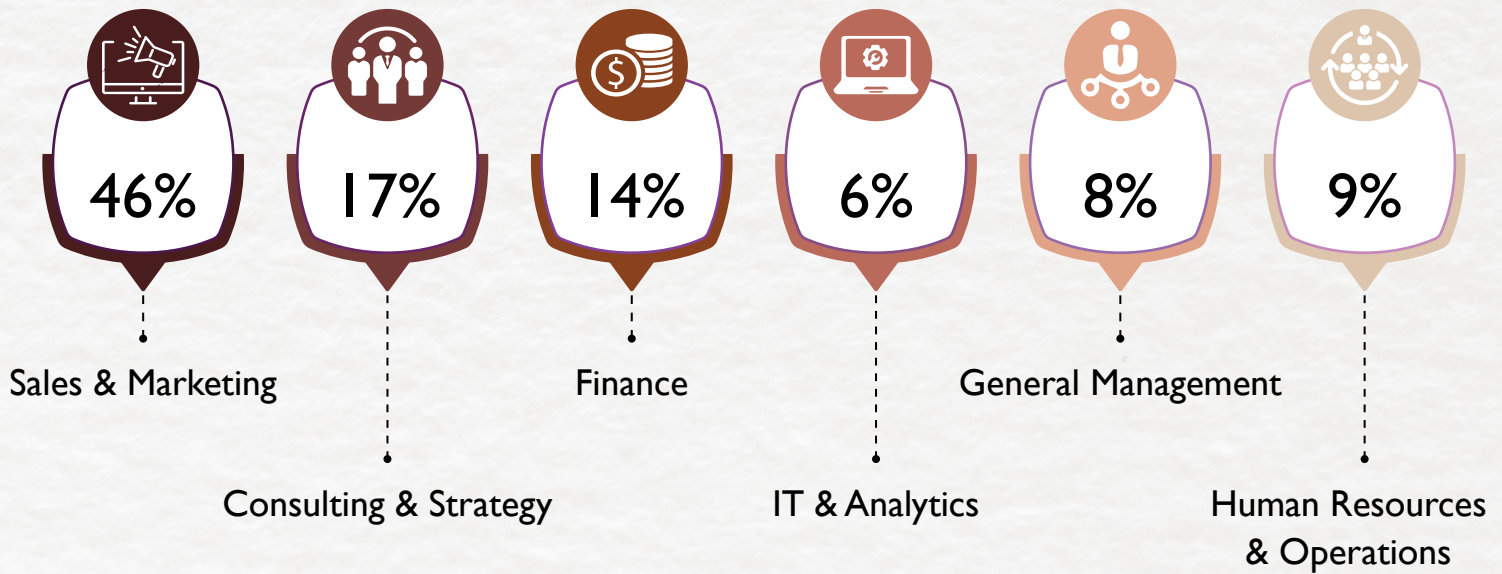 46%
17%
14%
6%
8%
9%
Sales & Marketing
Finance
General Management
Consulting & Strategy
IT & Analytics
Human Resources
& Operations